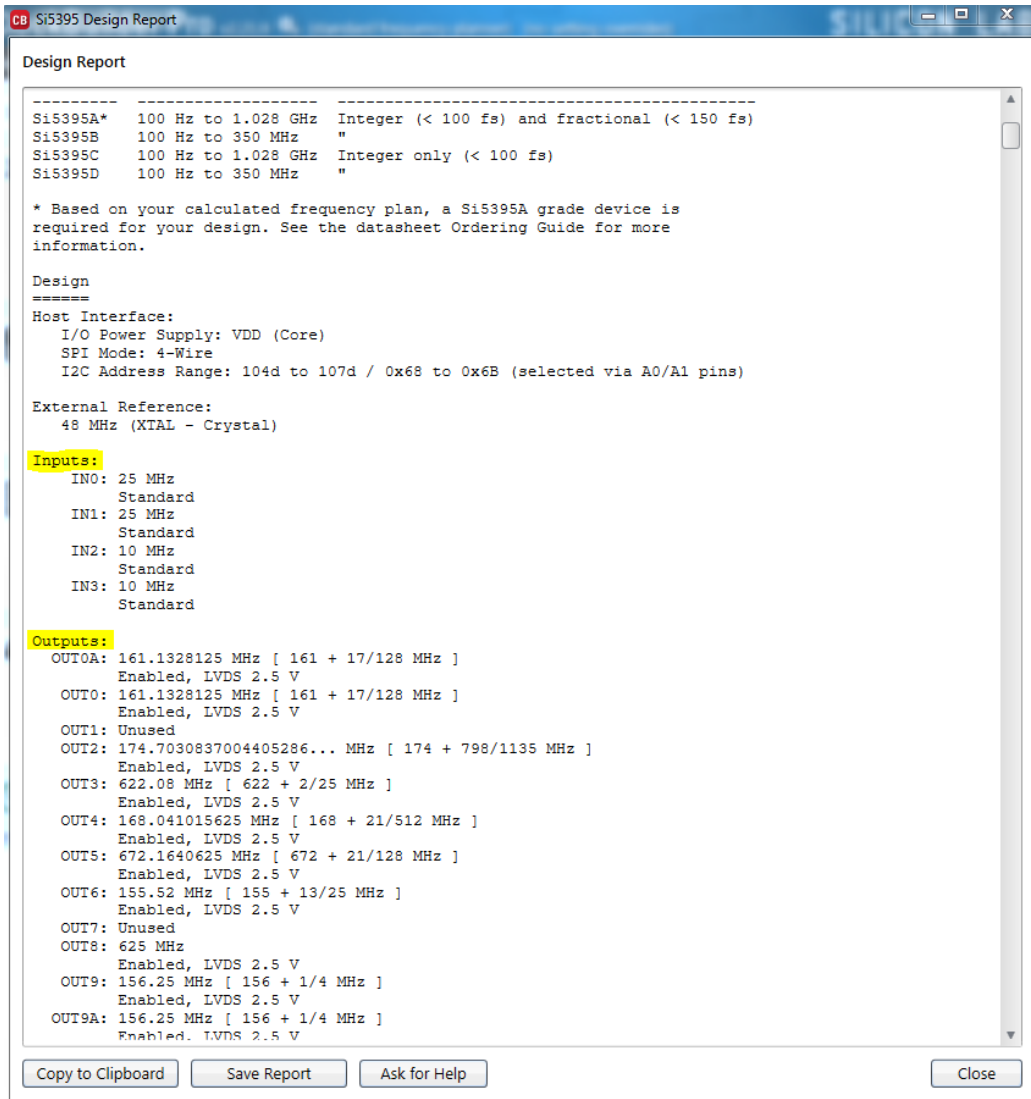 CB Si5395 Design Report
Design Report
--------- ------------------- --------------------------------------------
Si5395A* 100 Hz to 1.028 GHz Integer (< 100 fs) and fractional (< 150 fs)
Si5395B 100 Hz to 350 MHz "
Si5395C 100 Hz to 1.028 GHz Integer only (< 100 fs)
Si5395D 100 Hz to 350 MHz "
* Based on your calculated frequency plan, a Si5395A grade device is
required for your design. See the datasheet Ordering Guide for more
information.
Design
======
Host Interface:
I/O Power Supply: VDD (Core)
SPI Mode: 4-Wire
I2C Address Range: 104d to 107d / 0x68 to 0x6B (selected via A0/A1 pins)
External Reference:
48 MHz (XTAL - Crystal)
Inputs:
IN0: 25 MHz
Standard
IN1: 25 MHz
Standard
IN2: 10 MHz
Standard
IN3: 10 MHz
Standard
Outputs:
OUT0A: 161.1328125 MHz [ 161 + 17/128 MHz ]
Enabled, LVDS 2.5 V
OUT0: 161.1328125 MHz [ 161 + 17/128 MHz ]
Enabled, LVDS 2.5 V
OUT1: Unused
OUT2: 174.7030837004405286... MHz [ 174 + 798/1135 MHz ]
Enabled, LVDS 2.5 V
OUT3: 622.08 MHz [ 622 + 2/25 MHz ]
Enabled, LVDS 2.5 V
OUT4: 168.041015625 MHz [ 168 + 21/512 MHz ]
Enabled, LVDS 2.5 V
OUT5: 672.1640625 MHz [ 672 + 21/128 MHz ]
Enabled, LVDS 2.5 V
OUT6: 155.52 MHz [ 155 + 13/25 MHz ]
Enabled, LVDS 2.5 V
OUT7: Unused
OUT8: 625 MHz
Enabled, LVDS 2.5 V
OUT9: 156.25 MHz [ 156 + 1/4 MHz ]
Enabled, LVDS 2.5 V
OUT9A: 156.25 MHz [ 156 + 1/4 MHz ]
Enabled, LVDS 2.5 V
Copy to Clipboard Save Report Ask for Help Close